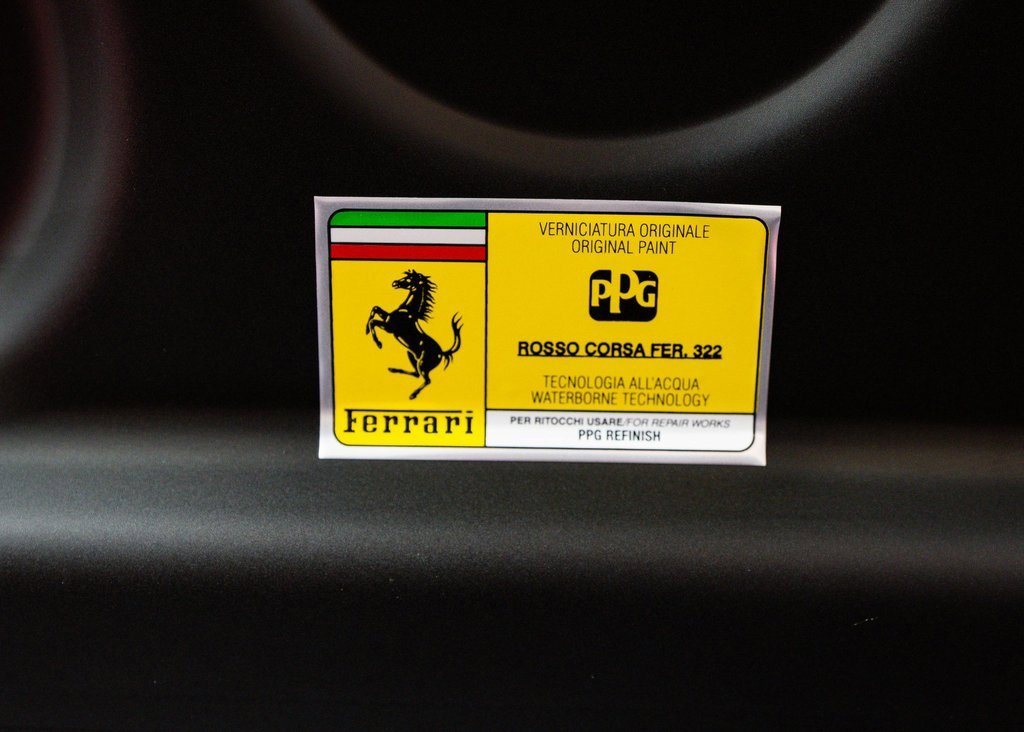 Ferrari
VERNICIATURA ORIGINALE
ORIGINAL PAINT
PPG
ROSSO CORSA FER. 322
TECNOLOGIA ALL'ACQUA
WATERBORNE TECHNOLOGY
PER RITOCCHI USARE/FOR REPAIR WORKS
PPG REFINISH